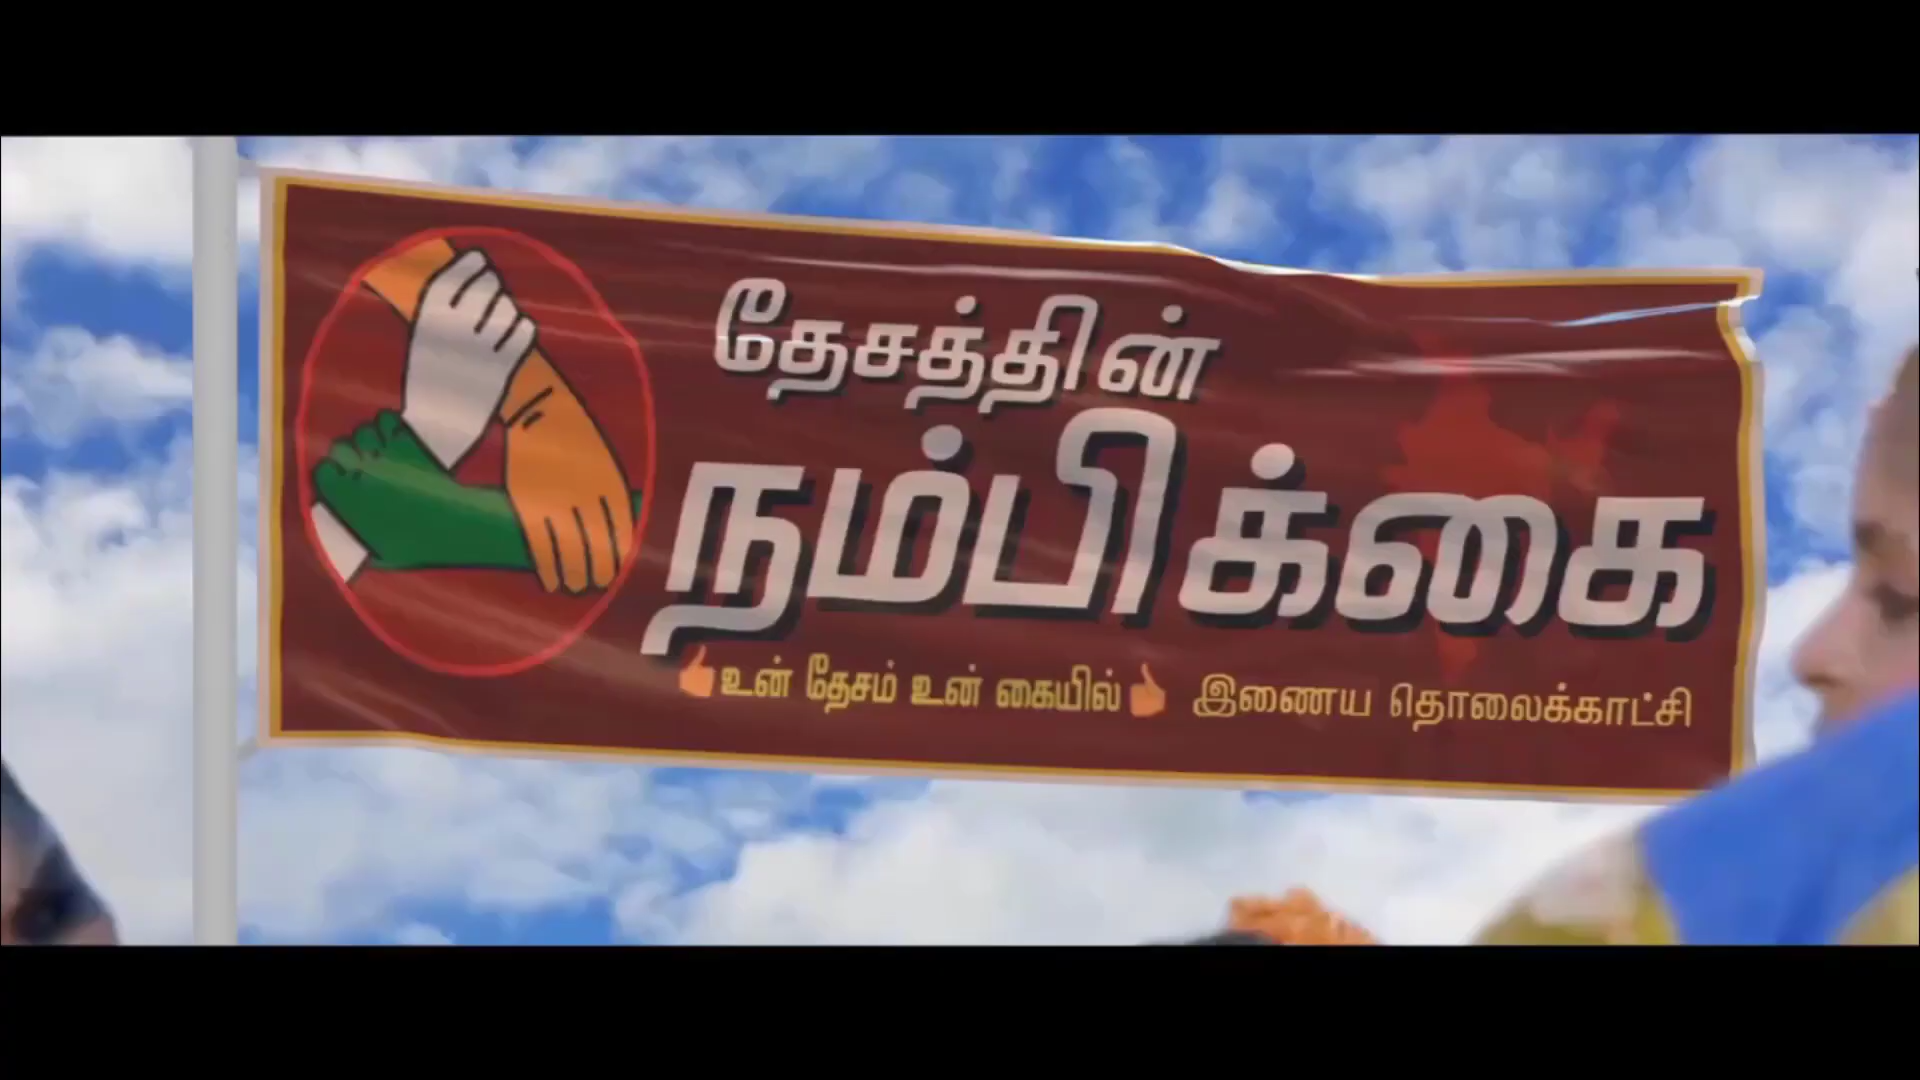 தேசத்தின்
நம்பிக்கை
உன் தேசம் உன் கையில் இணைய தொலைக்காட்சி